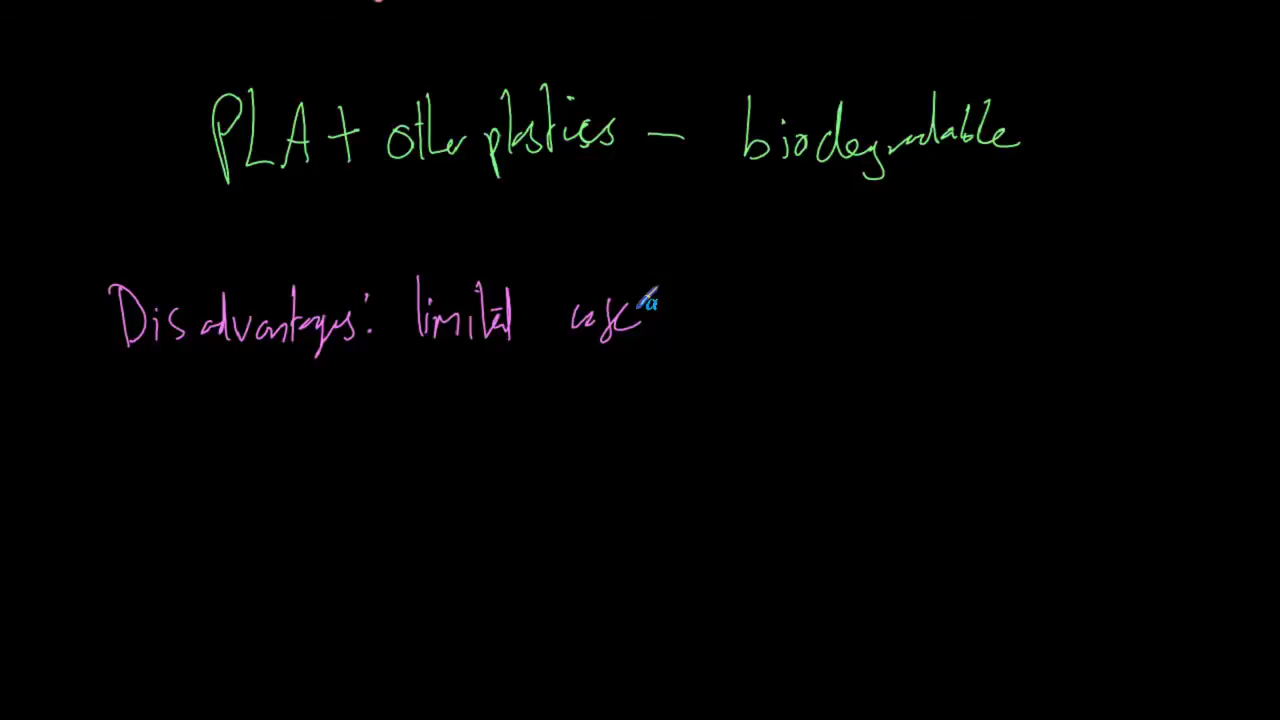 PLA + other plastics – biodegradable
Disadvantages: limited use